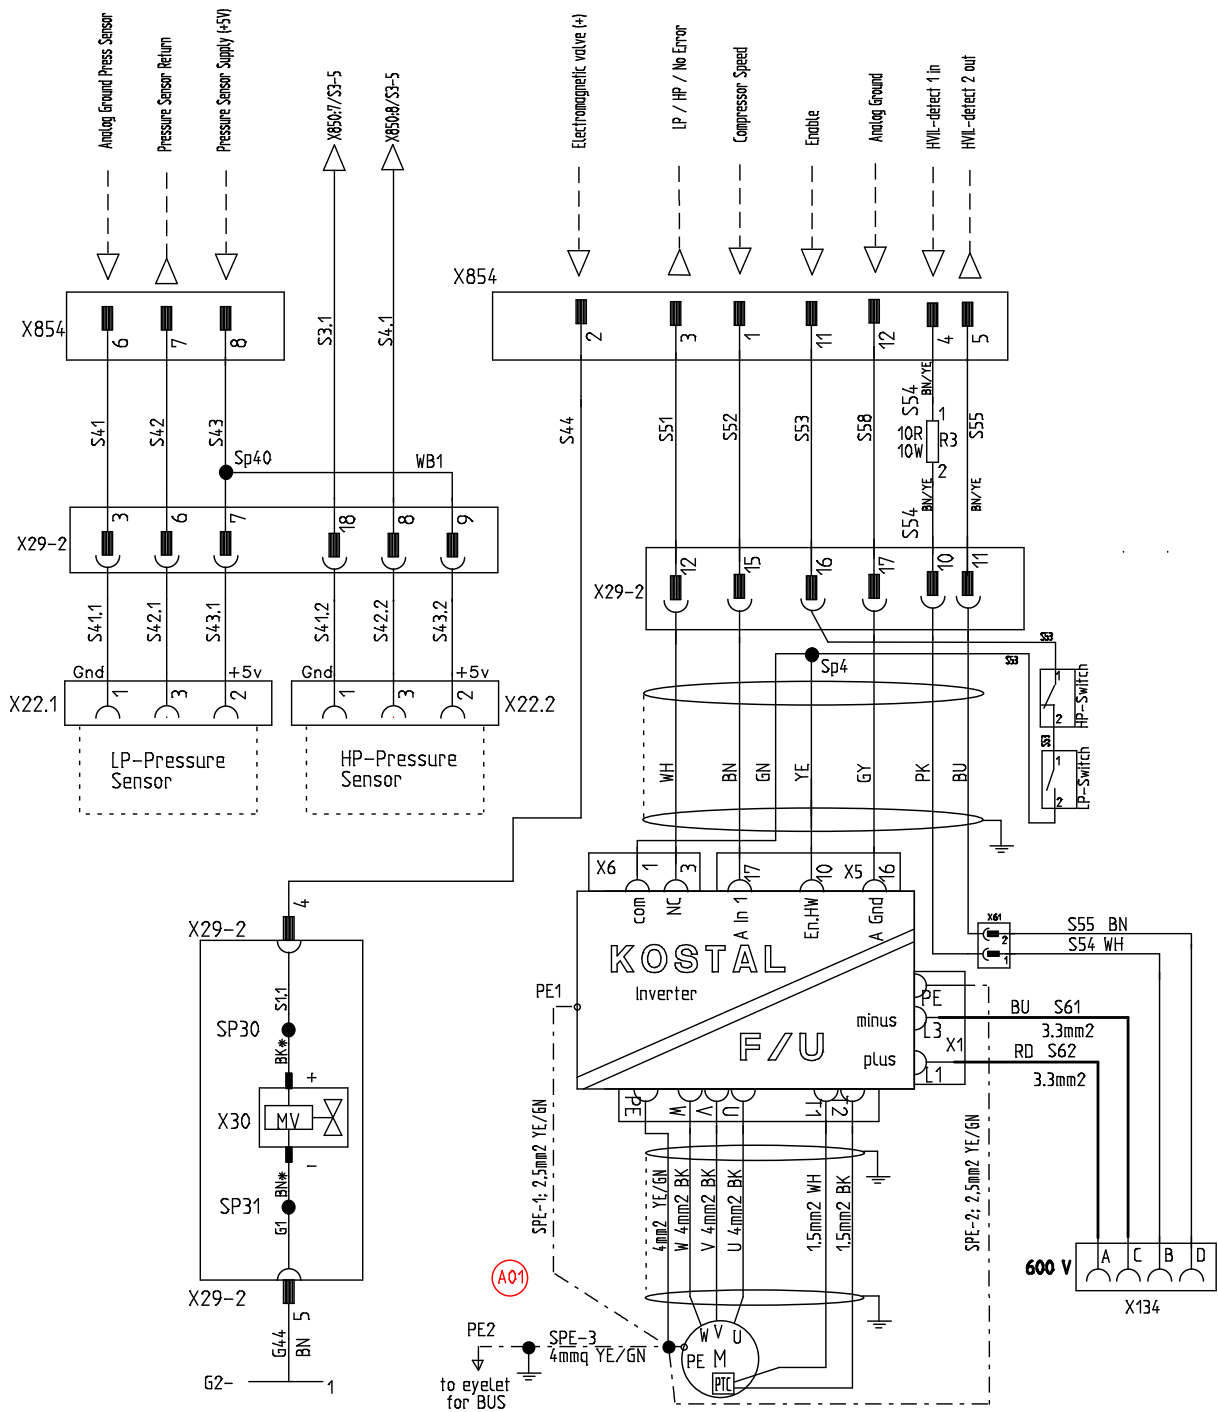 Analog Ground Press Sensor
Pressure Sensor Return
Pressure Sensor Supply (+5V)
X850:7/S3-5
X850:8/S3-5
Electromagnetic valve (+)
LP / HP / No Error
Compressor Speed
Enable
Analog Ground
HVIL-detect 1 in
HVIL-detect 2 out
X854
6
7
8
X854
2
3
1
11
12
4
5
S41
S42
S43
S3.1
S4.1
S44
S51
S52
S53
S58
S54
BN/YE
1
10R
10W
R3
2
S54
BN/YE
S55
BN/YE
Sp40
WB1
X29-2
3
6
7
18
8
9
X29-2
12
15
16
17
10
11
S41.1
S42.1
S43.1
S41.2
S42.2
S43.2
Gnd
+5v
Gnd
+5v
X22.1
1
3
2
1
3
2
X22.2
LP-Pressure
Sensor
HP-Pressure
Sensor
Sp4
S53
S53
1
2
HP-Switch
S53
1
2
LP-Switch
WH
BN
GN
YE
GY
PK
BU
X6
1
3
17
10
X5
16
com
NC
A In 1
En.HW
A Gnd
KOSTAL
Inverter
F/U
PE
minus
L3
plus
L1
X1
PE1
X61
2
1
S55 BN
S54 WH
BU S61
3.3mm2
RD S62
3.3mm2
PE
W
V
U
T1
T2
X29-2
4
S1.1
SP30
BK*
+
X30
MV
-
BN*
SP31
G1
X29-2
5
G44
BN
G2-
1
SPE-1; 2,5mm2 YE/GN
4mm2 YE/GN
W 4mm2 BK
V 4mm2 BK
U 4mm2 BK
1.5mm2 WH
1.5mm2 BK
SPE-2; 2,5mm2 YE/GN
A01
PE2
SPE-3
4mmq YE/GN
to eyelet
for BUS
W
V
U
PE
M
PTC
600 V
A
C
B
D
X134